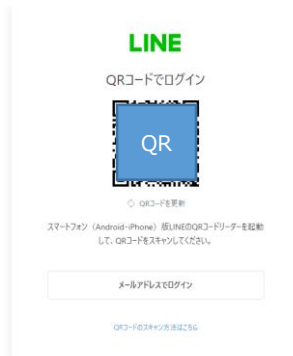 LINE
QRコードでログイン
QR
QRコードを更新
スマートフォン（Android・iPhone）版LINEのQRコードリーダーを起動
して、QRコードをスキャンしてください。
メールアドレスでログイン
QRコードのスキャン方法はこちら